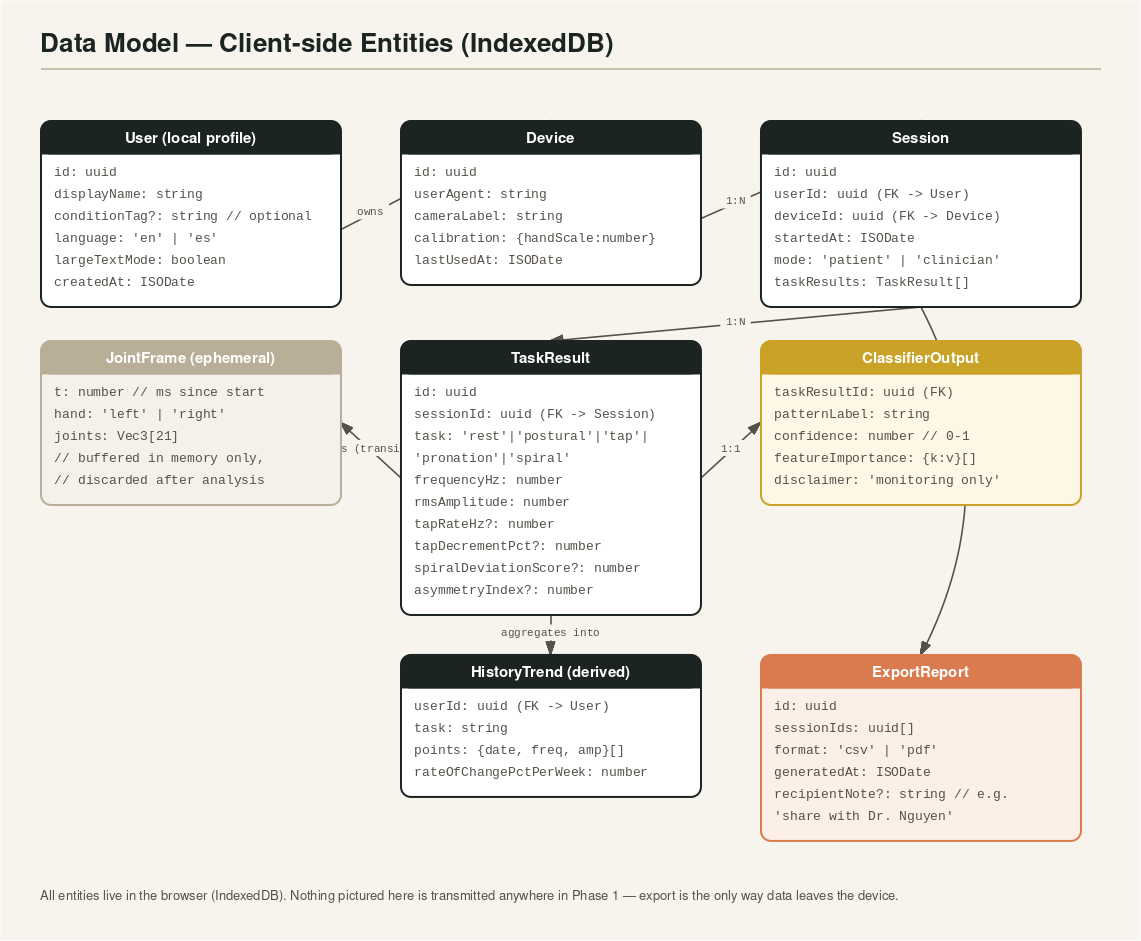 Data Model — Client-side Entities (IndexedDB)
User (local profile)
id: uuid
displayName: string
conditionTag?: string // optional
language: 'en' | 'es'
largeTextMode: boolean
createdAt: ISODate
owns
Device
id: uuid
userAgent: string
cameraLabel: string
calibration: {handScale:number}
lastUsedAt: ISODate
1:N
Session
id: uuid
userId: uuid (FK -> User)
deviceId: uuid (FK -> Device)
startedAt: ISODate
mode: 'patient' | 'clinician'
taskResults: TaskResult[]
1:N
JointFrame (ephemeral)
t: number // ms since start
hand: 'left' | 'right'
joints: Vec3[21]
// buffered in memory only,
// discarded after analysis
s (transi
TaskResult
id: uuid
sessionId: uuid (FK -> Session)
task: 'rest'|'postural'|'tap'|
'pronation'|'spiral'
frequencyHz: number
rmsAmplitude: number
tapRateHz?: number
tapDecrementPct?: number
spiralDeviationScore?: number
asymmetryIndex?: number
1:1
ClassifierOutput
taskResultId: uuid (FK)
patternLabel: string
confidence: number // 0-1
featureImportance: {k:v}[]
disclaimer: 'monitoring only'
aggregates into
HistoryTrend (derived)
userId: uuid (FK -> User)
task: string
points: {date, freq, amp}[]
rateOfChangePctPerWeek: number
ExportReport
id: uuid
sessionIds: uuid[]
format: 'csv' | 'pdf'
generatedAt: ISODate
recipientNote?: string // e.g.
'share with Dr. Nguyen'
All entities live in the browser (IndexedDB). Nothing pictured here is transmitted anywhere in Phase 1 — export is the only way data leaves the device.